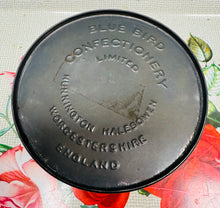 BLUE BIRD
CONFECTIONERY
LIMITED
HUNNINGTON HALESOWEN
WORCESTERSHIRE
ENGLAND